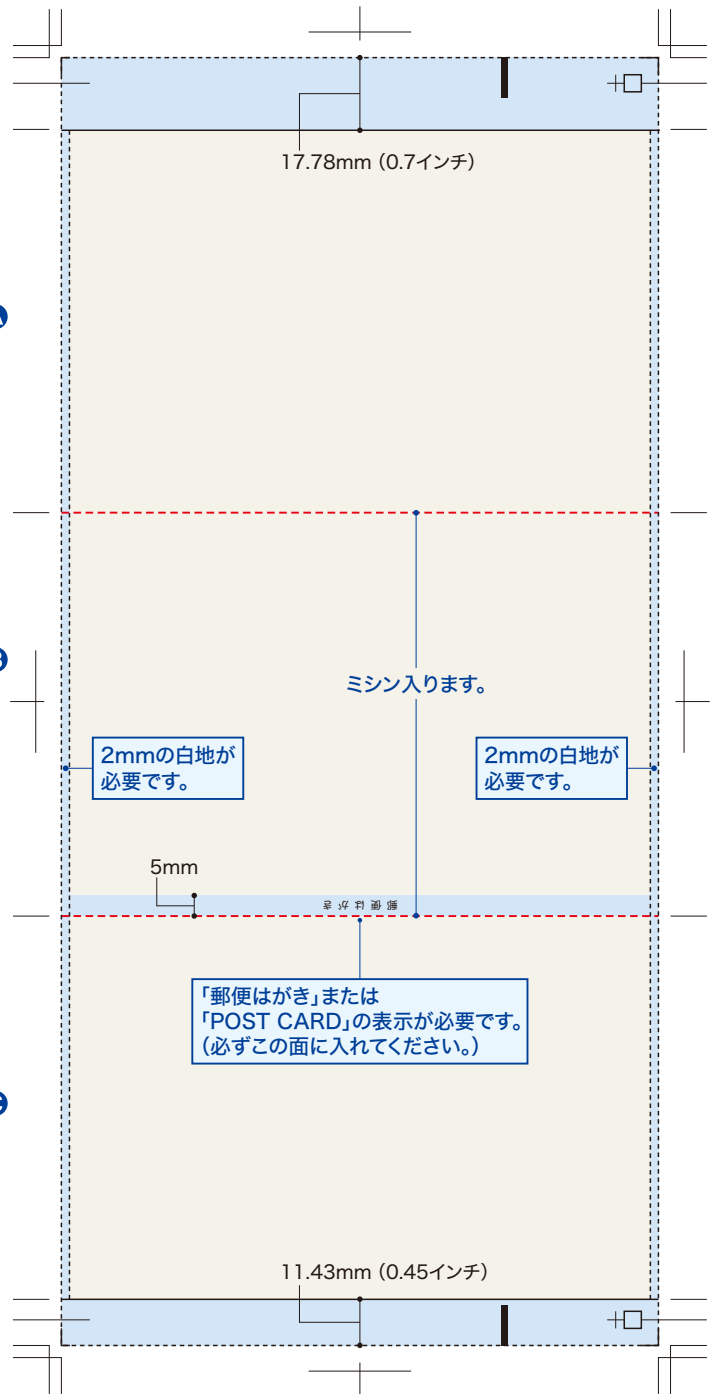 17.78mm (0.7インチ)
ミシン入ります。
2mmの白地が
必要です。
2mmの白地が
必要です。
5mm
郵便はがき
「郵便はがき」または
「POST CARD」の表示が必要です。
(必ずこの面に入れてください。)
11.43mm (0.45インチ)